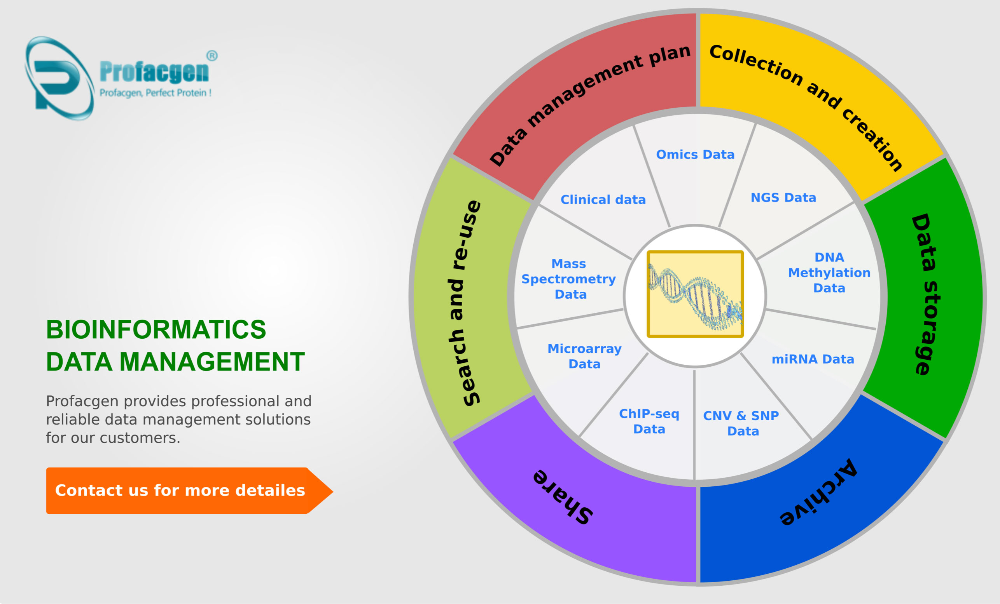 Profacgen®
Profacgen, Perfect Protein !
BIOINFORMATICS
DATA MANAGEMENT
Profacgen provides professional and
reliable data management solutions
for our customers.
Contact us for more detailes
Data management plan
Collection and creation
Data storage
Archive
Share
Search and re-use
Omics Data
NGS Data
DNA
Methylation
Data
miRNA Data
CNV & SNP
Data
ChIP-seq
Data
Microarray
Data
Mass
Spectrometry
Data
Clinical data